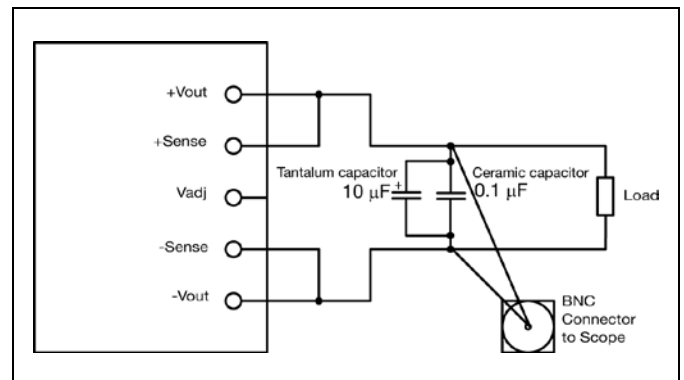 +Vout
+Sense
Vadj
-Sense
-Vout
Tantalum capacitor
10 µF+
Ceramic capacitor
0.1 µF
Load
BNC
Connector
to Scope